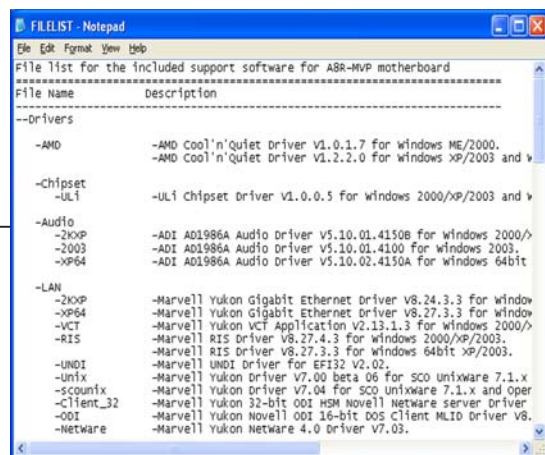 FILELIST - Notepad
File Edit Format View Help
File list for the included support software for A8R-MVP motherboard
================================================================
File Name Description
----------------------------------------------------------------
--Drivers
-AMD -AMD Cool'n'Quiet Driver V1.0.1.7 for Windows ME/2000.
-AMD Cool'n'Quiet Driver V1.2.2.0 for Windows XP/2003 and
-Chipset
-ULi -ULi Chipset Driver V1.0.0.5 for Windows 2000/XP/2003 and
-Audio
-2KXP -ADI AD1986A Audio Driver V5.10.01.4150B for Windows 2000/
-2003 -ADI AD1986A Audio Driver V5.10.01.4100 for Windows 2003.
-XP64 -ADI AD1986A Audio Driver V5.10.02.4150A for Windows 64bit
-LAN
-2KXP -Marvell Yukon Gigabit Ethernet Driver V8.24.3.3 for Window
-XP64 -Marvell Yukon Gigabit Ethernet Driver V8.27.3.3 for Window
-VCT -Marvell Yukon VCT Application V2.13.1.3 for Windows 2000/
-RIS -Marvell RIS Driver V8.27.4.3 for Windows 2000/XP/2003.
-Marvell RIS Driver V8.27.3.3 for Windows 64bit XP/2003.
-UNDI -Marvell UNDI Driver for EFI32 V2.02.
-Unix -Marvell Yukon Driver V7.00 beta 06 for SCO UnixWare 7.1.x
-scounix -Marvell Yukon Driver V7.04 for SCO UnixWare 7.1.x and Oper
-Client_32 -Marvell Yukon 32-bit ODI HSM Novell NetWare server Driver
-ODI -Marvell Yukon Novell ODI 16-bit DOS Client MLID Driver V8.
-NetWare -Marvell Yukon NetWare 4.0 Driver V7.03.